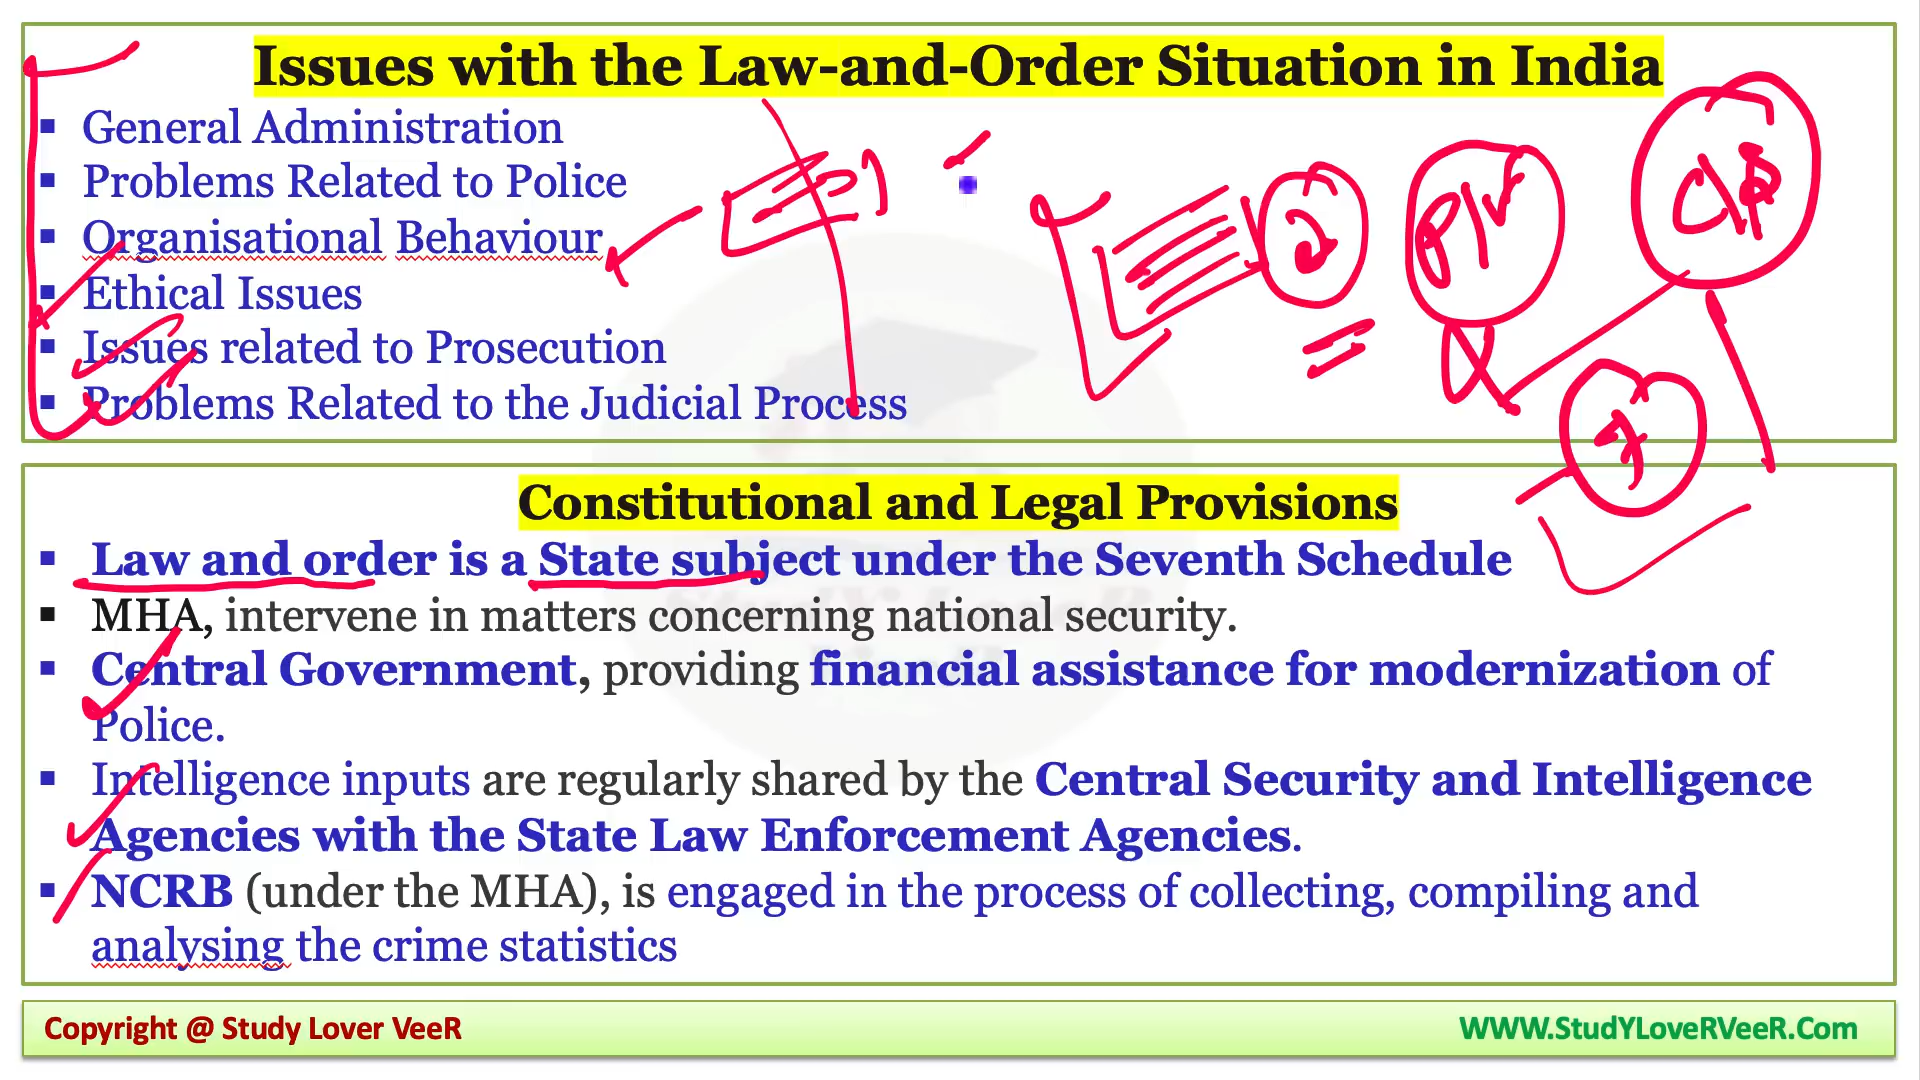 Issues with the Law-and-Order Situation in India
▪ General Administration
▪ Problems Related to Police
▪ Organisational Behaviour
▪ Ethical Issues
▪ Issues related to Prosecution
▪ Problems Related to the Judicial Process
Constitutional and Legal Provisions
▪ Law and order is a State subject under the Seventh Schedule
▪ MHA, intervene in matters concerning national security.
▪ Central Government, providing financial assistance for modernization of
Police.
▪ Intelligence inputs are regularly shared by the Central Security and Intelligence
Agencies with the State Law Enforcement Agencies.
▪ NCRB (under the MHA), is engaged in the process of collecting, compiling and
analysing the crime statistics
Copyright @ Study Lover VeeR
WWW.StudYLoveRVeeR.Com